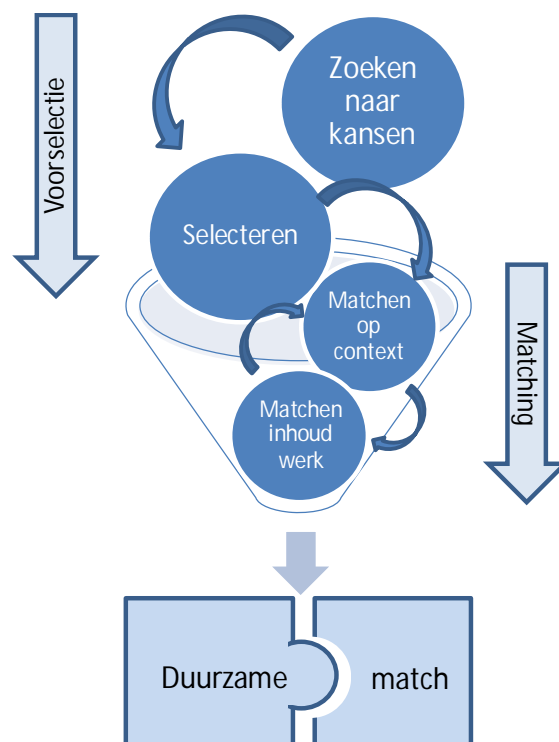 Zoeken
naar
kansen
Voorselectie
Selecteren
Matchen
op
context
Matching
Matchen
inhoud
werk
Duurzame match